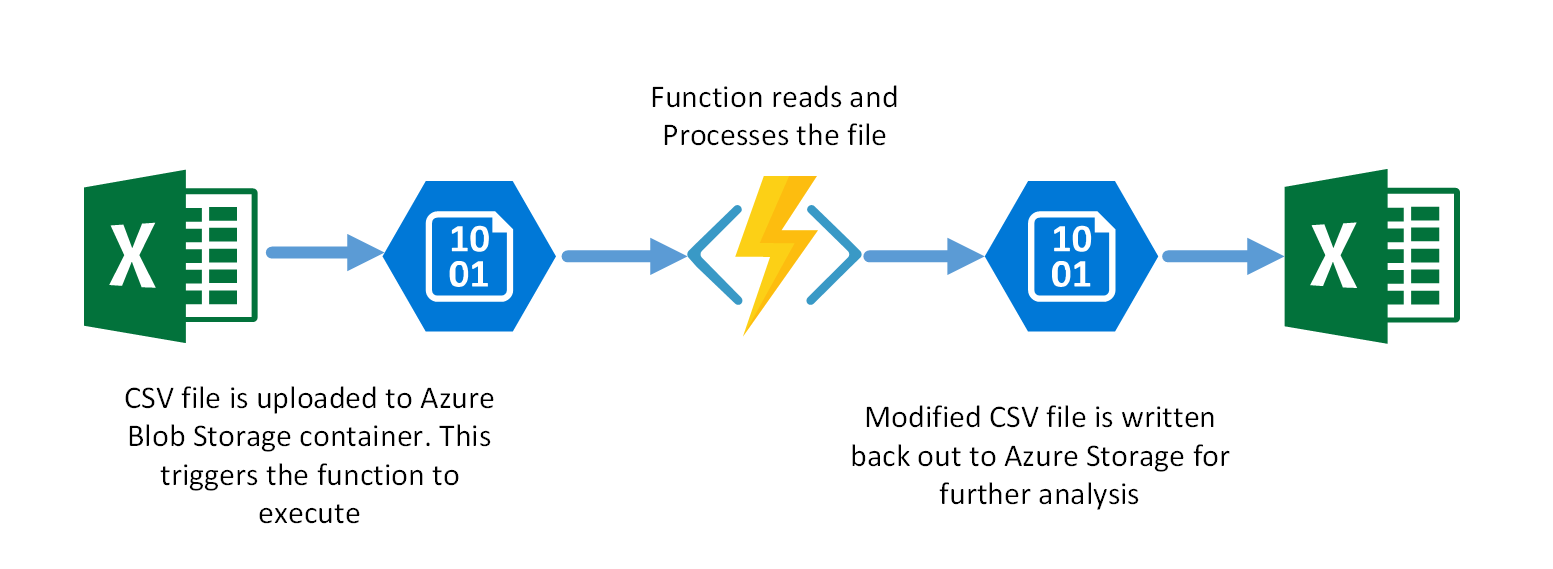 Function reads and
Processes the file
X
10
01
10
01
X
CSV file is uploaded to Azure
Blob Storage container. This
triggers the function to
execute
Modified CSV file is written
back out to Azure Storage for
further analysis